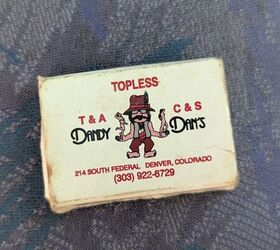 TOPLESS
T & A C & S
DANDY DAN'S
214 SOUTH FEDERAL DENVER, COLORADO
(303) 922-6729